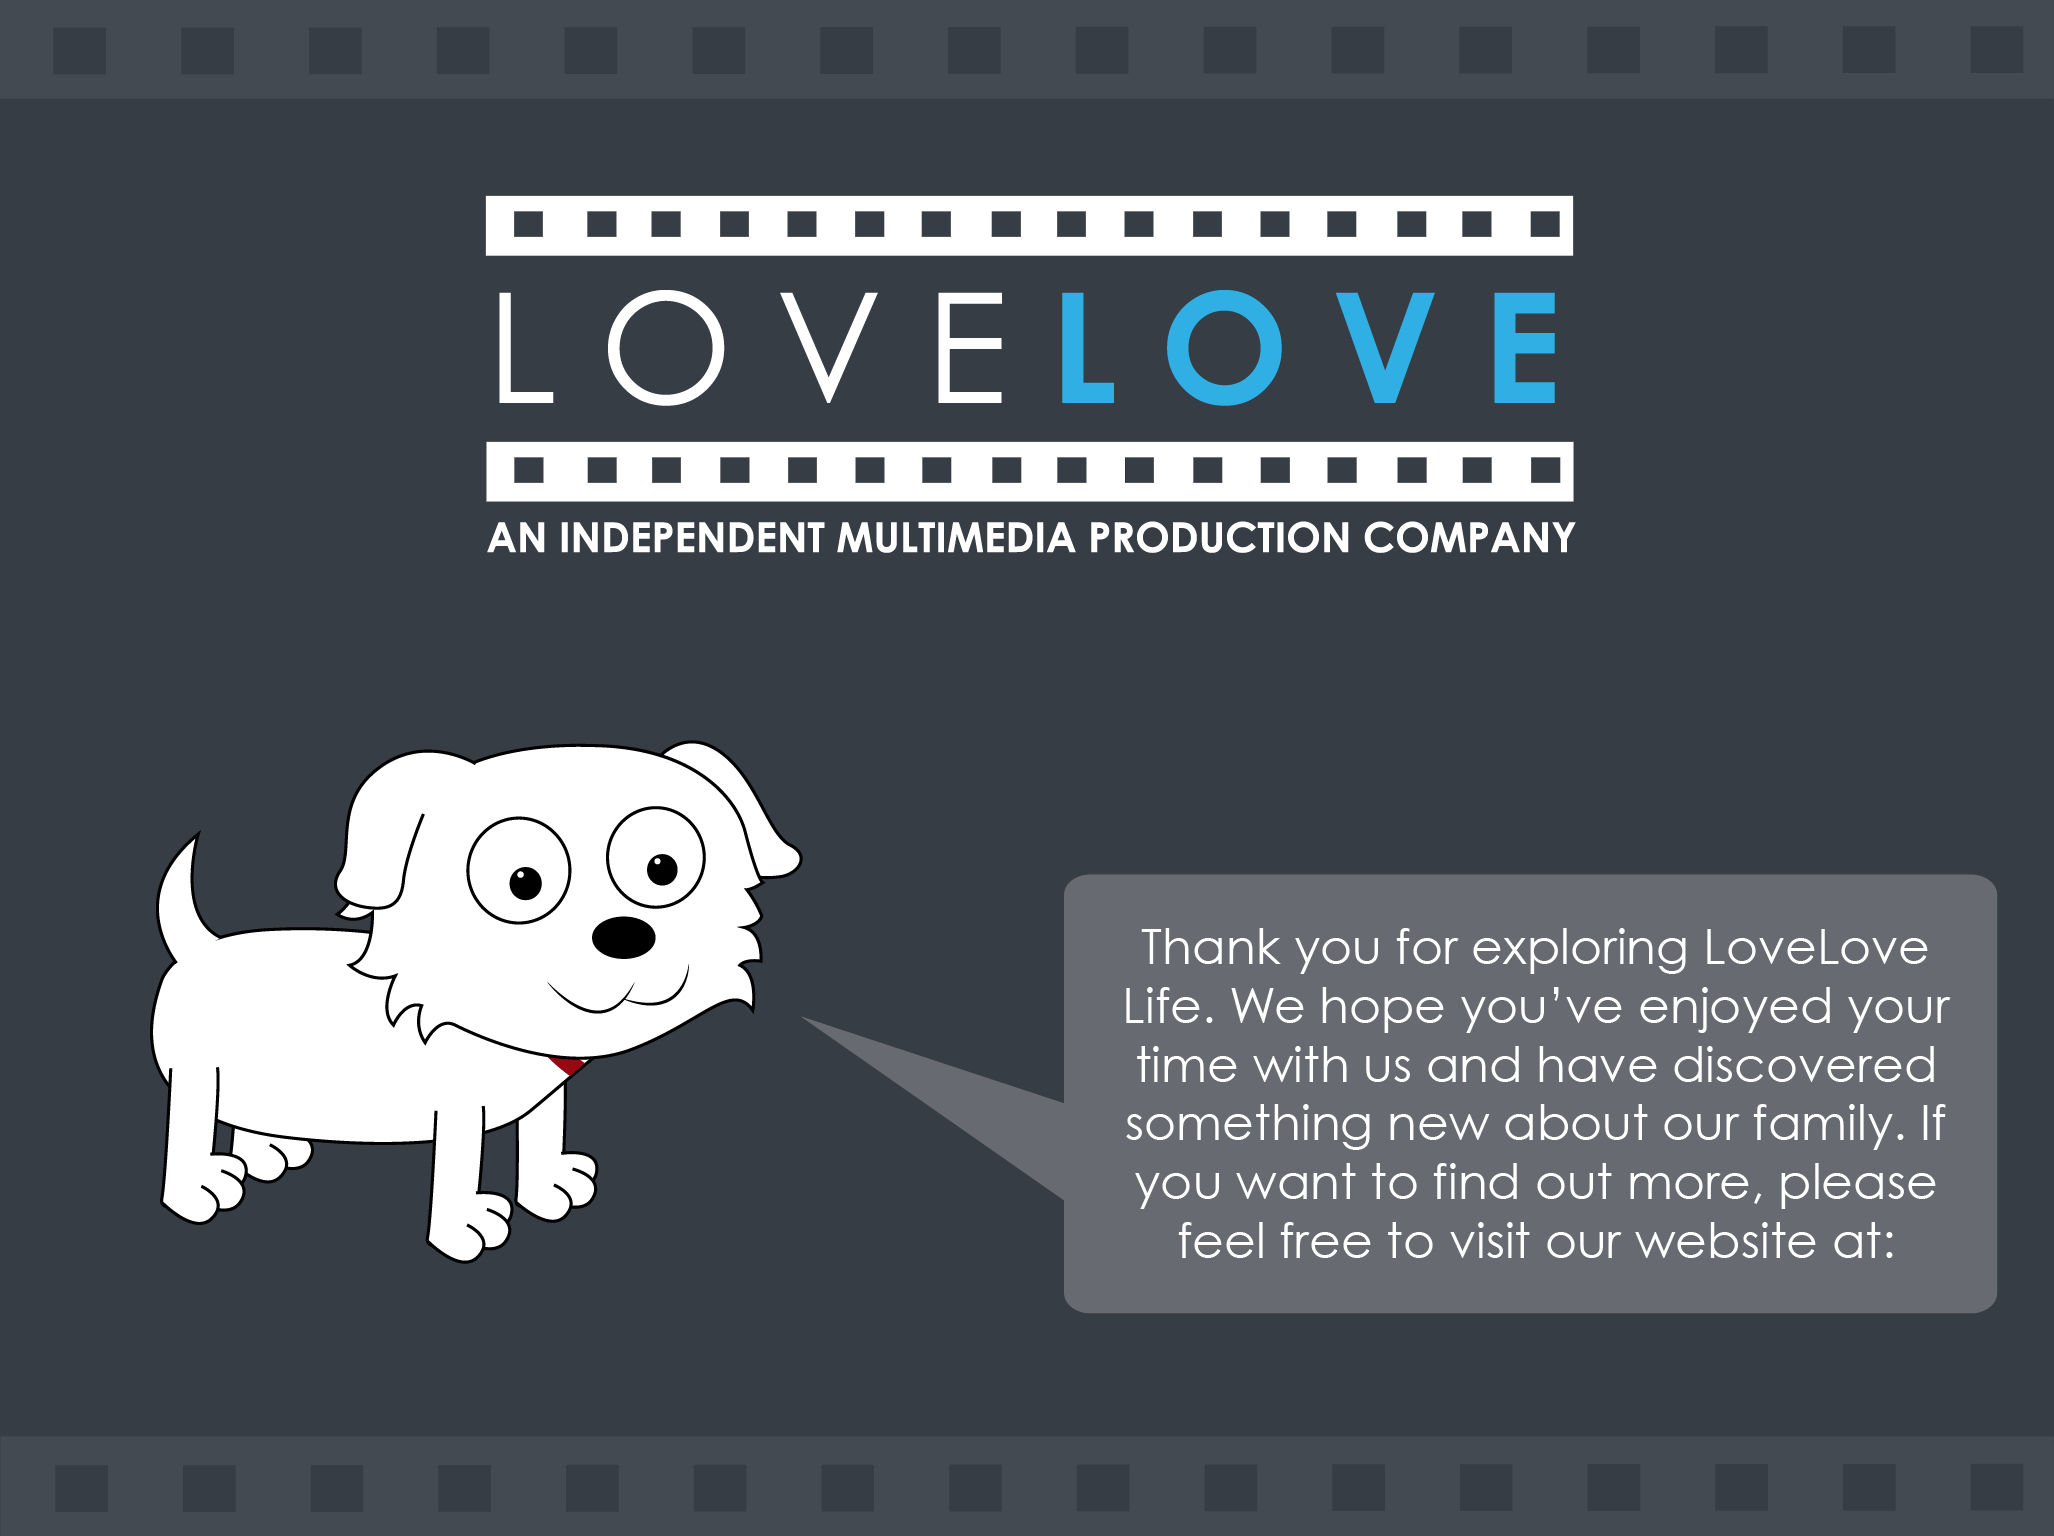 LOVELOVE
AN INDEPENDENT MULTIMEDIA PRODUCTION COMPANY
Thank you for exploring LoveLove
Life. We hope you’ve enjoyed your
time with us and have discovered
something new about our family. If
you want to find out more, please
feel free to visit our website at: